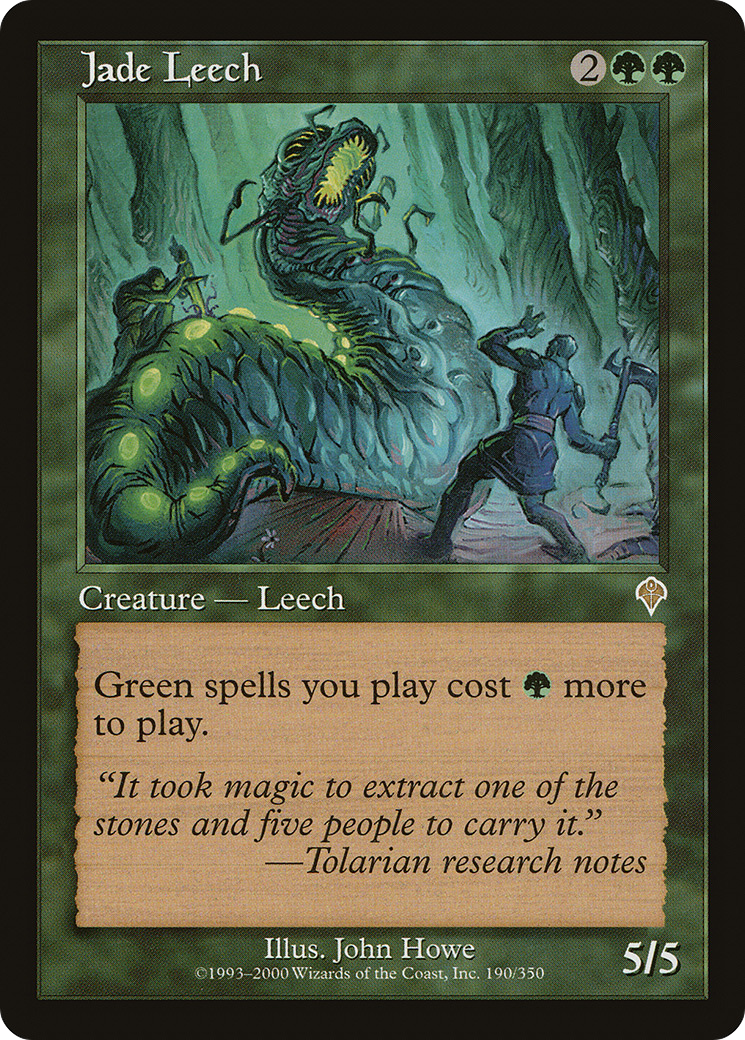 Jade Leech
2
Creature — Leech
Green spells you play cost more
to play.
“It took magic to extract one of the
stones and five people to carry it.”
—Tolarian research notes
Illus. John Howe
©1993–2000 Wizards of the Coast, Inc. 190/350
5/5